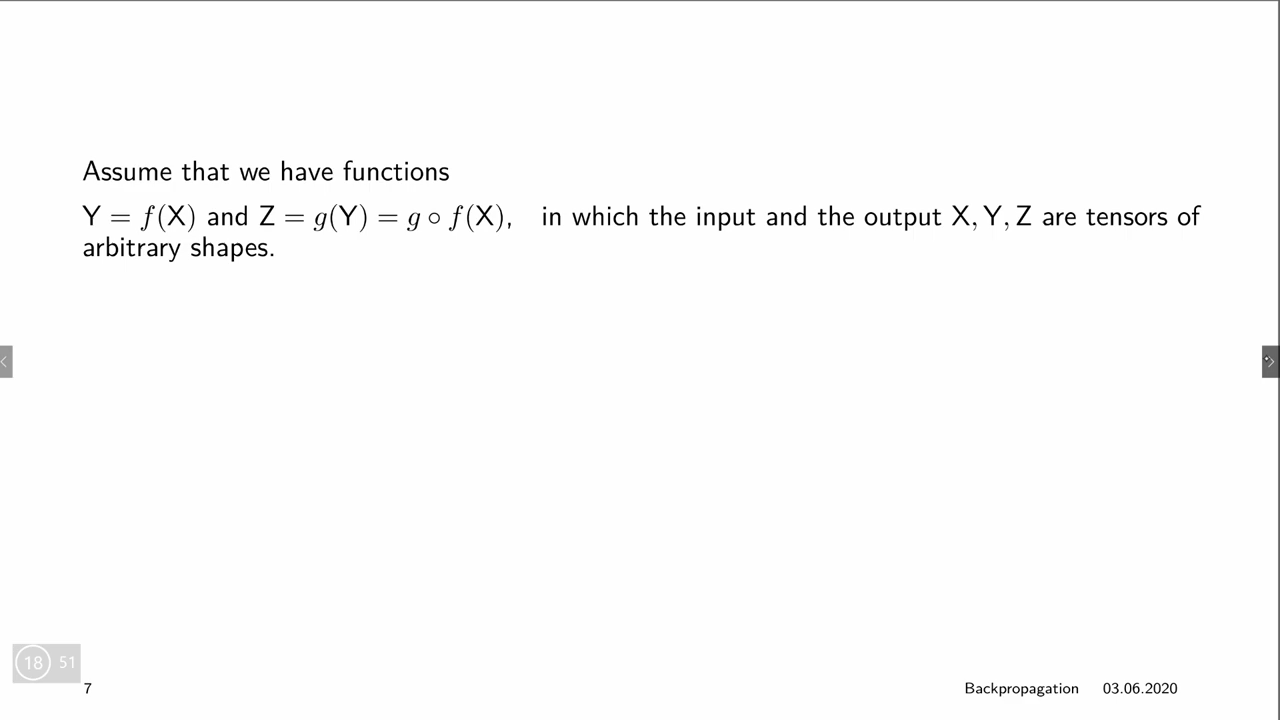 Assume that we have functions
Y = f(X) and Z = g(Y) = g ∘ f(X), in which the input and the output X, Y, Z are tensors of
arbitrary shapes.
18 51
7
Backpropagation 03.06.2020